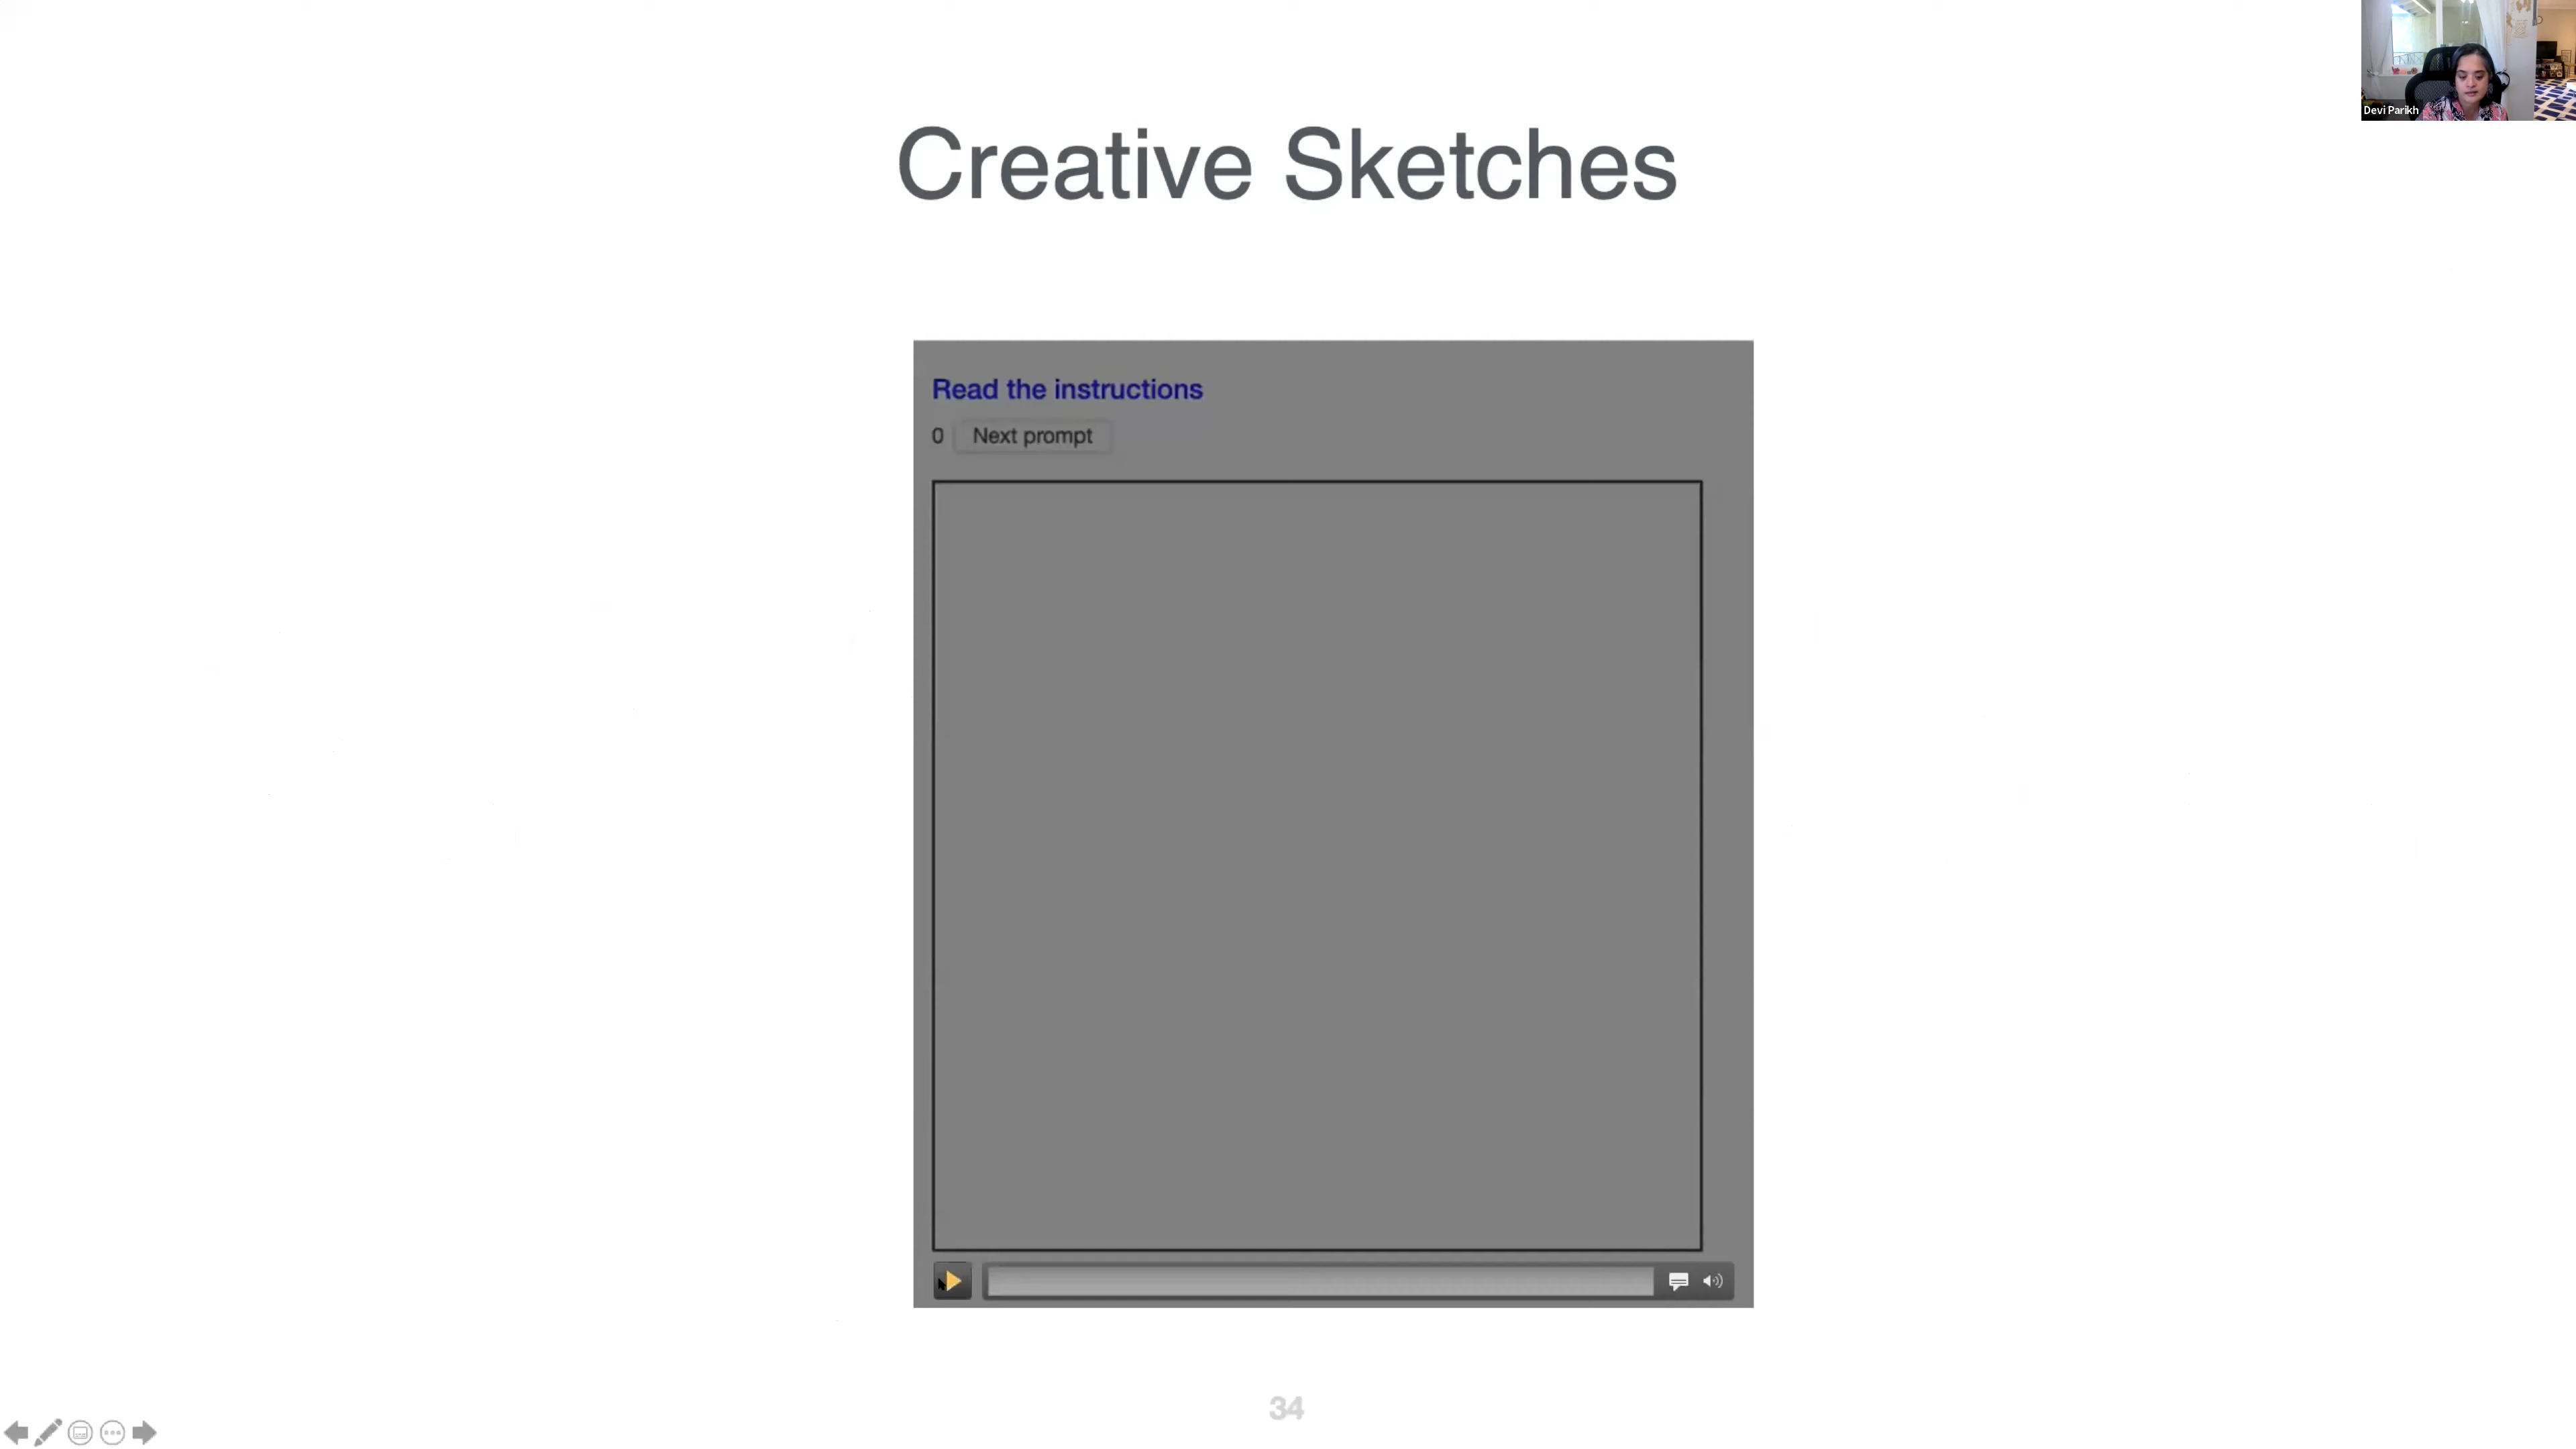 Devi Parikh
Creative Sketches
Read the instructions
0 Next prompt
34